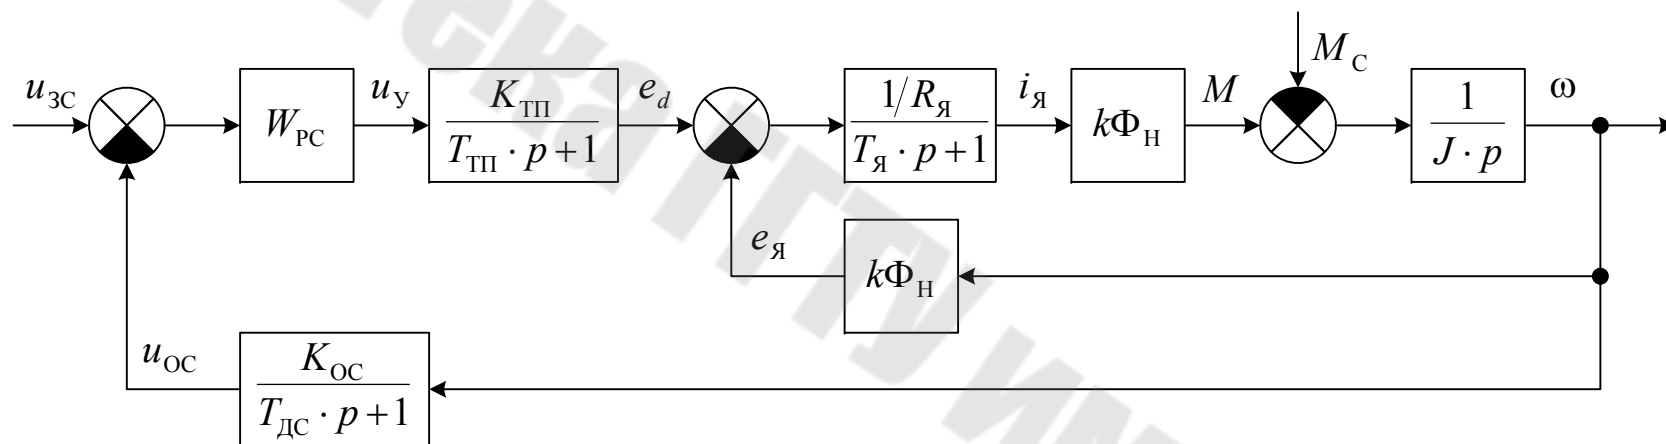 u_ЗС
W_РС
u_У
K_ТП
T_ТП · p + 1
e_d
1/R_Я
T_Я · p + 1
i_Я
kΦ_Н
M
M_С
1
J · p
ω
e_Я
kΦ_Н
u_ОС
K_ОС
T_ДС · p + 1